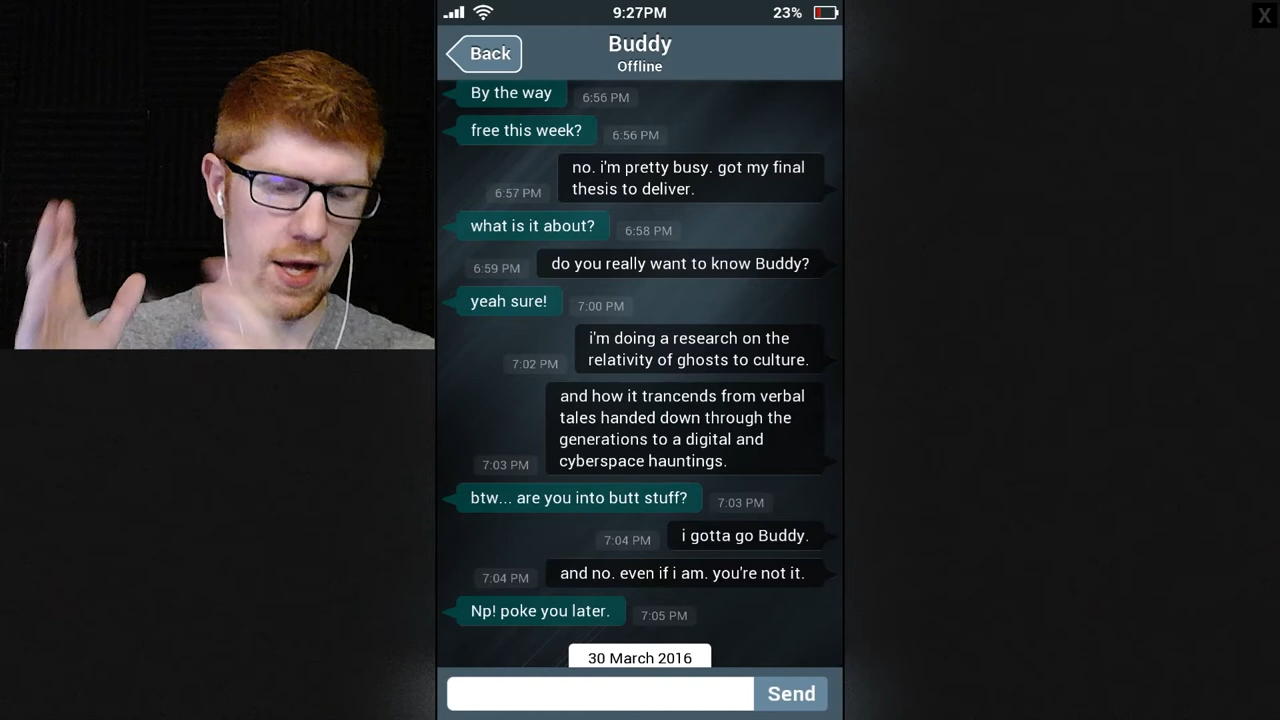 9:27PM
23%
X
Back
Buddy
Offline
By the way
6:56 PM
free this week?
6:56 PM
no. i'm pretty busy. got my final
thesis to deliver.
6:57 PM
what is it about?
6:58 PM
do you really want to know Buddy?
6:59 PM
yeah sure!
7:00 PM
i'm doing a research on the
relativity of ghosts to culture.
7:02 PM
and how it trancends from verbal
tales handed down through the
generations to a digital and
cyberspace hauntings.
7:03 PM
btw... are you into butt stuff?
7:03 PM
i gotta go Buddy.
7:04 PM
and no. even if i am. you're not it.
7:04 PM
Np! poke you later.
7:05 PM
30 March 2016
Send